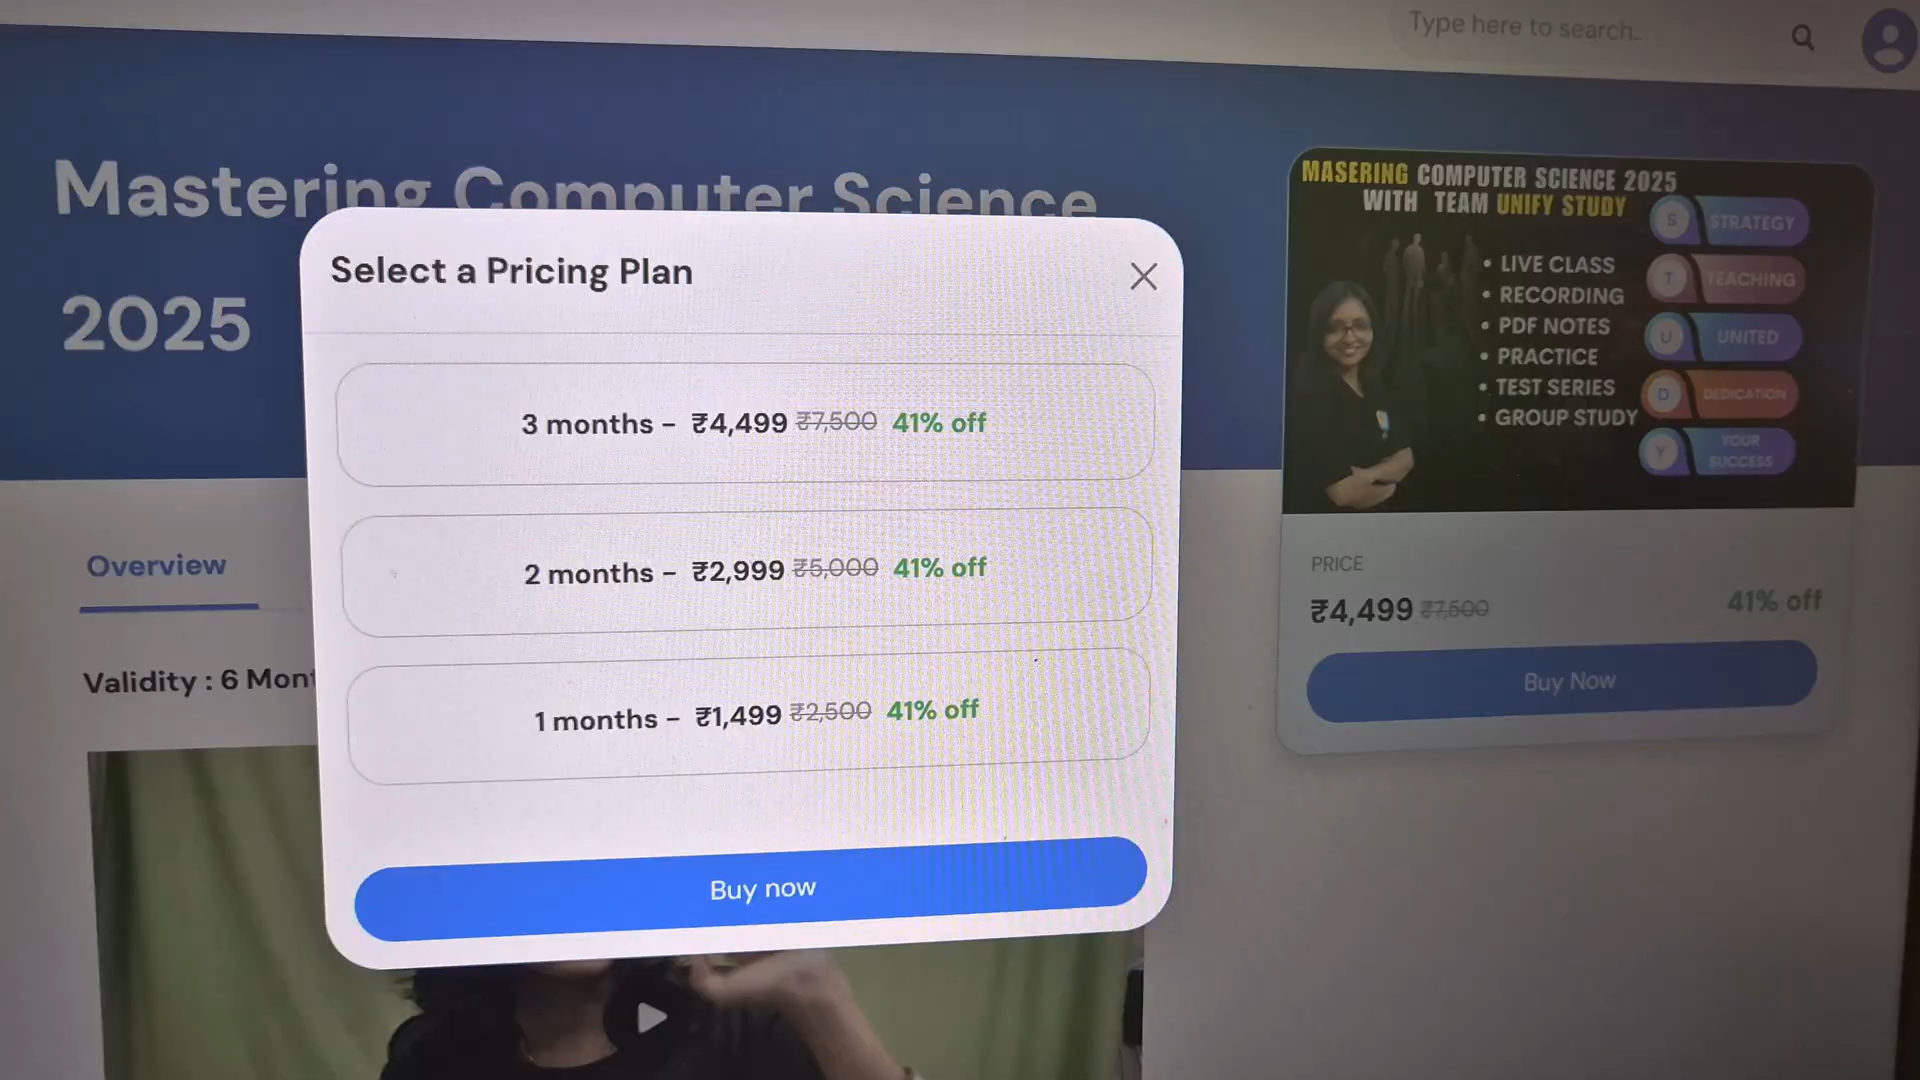 Type here to search..
Mastering Computer Science
2025
Select a Pricing Plan
3 months - ₹4,499 ₹7,500 41% off
2 months - ₹2,999 ₹5,000 41% off
1 months - ₹1,499 ₹2,500 41% off
Buy now
Overview
Validity : 6 Mont
MASERING COMPUTER SCIENCE 2025
WITH TEAM UNIFY STUDY
• LIVE CLASS
• RECORDING
• PDF NOTES
• PRACTICE
• TEST SERIES
• GROUP STUDY
S STRATEGY
T TEACHING
U UNITED
D DEDICATION
Y YOUR
SUCCESS
PRICE
₹4,499 ₹7,500 41% off
Buy Now